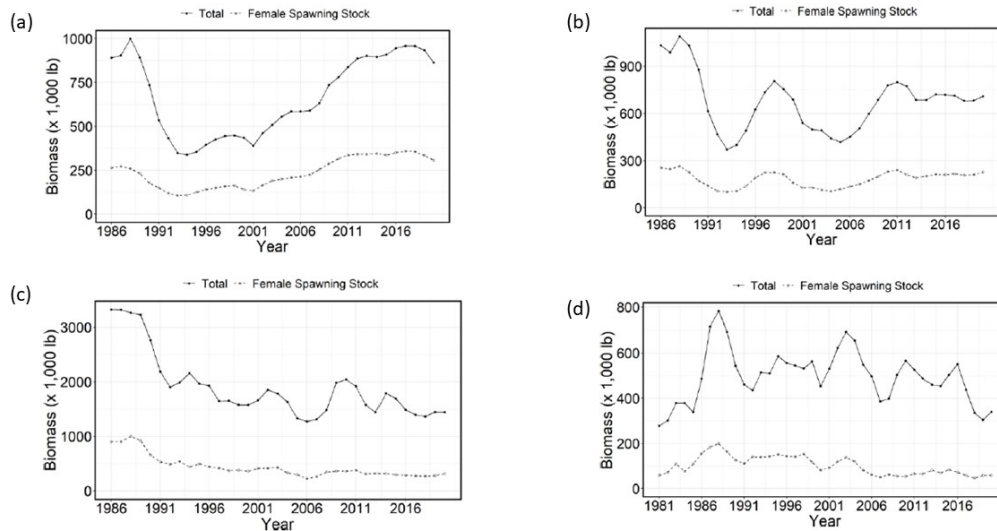 (a)
Total Female Spawning Stock
1000
750
500
250
0
Biomass (x 1,000 lb)
1986 1991 1996 2001 2006 2011 2016
Year
(b)
Total Female Spawning Stock
900
600
300
0
Biomass (x 1,000 lb)
1986 1991 1996 2001 2006 2011 2016
Year
(c)
Total Female Spawning Stock
3000
2000
1000
0
Biomass (x 1,000 lb)
1986 1991 1996 2001 2006 2011 2016
Year
(d)
Total Female Spawning Stock
800
600
400
200
0
Biomass (x 1,000 lb)
1981 1986 1991 1996 2001 2006 2011 2016
Year